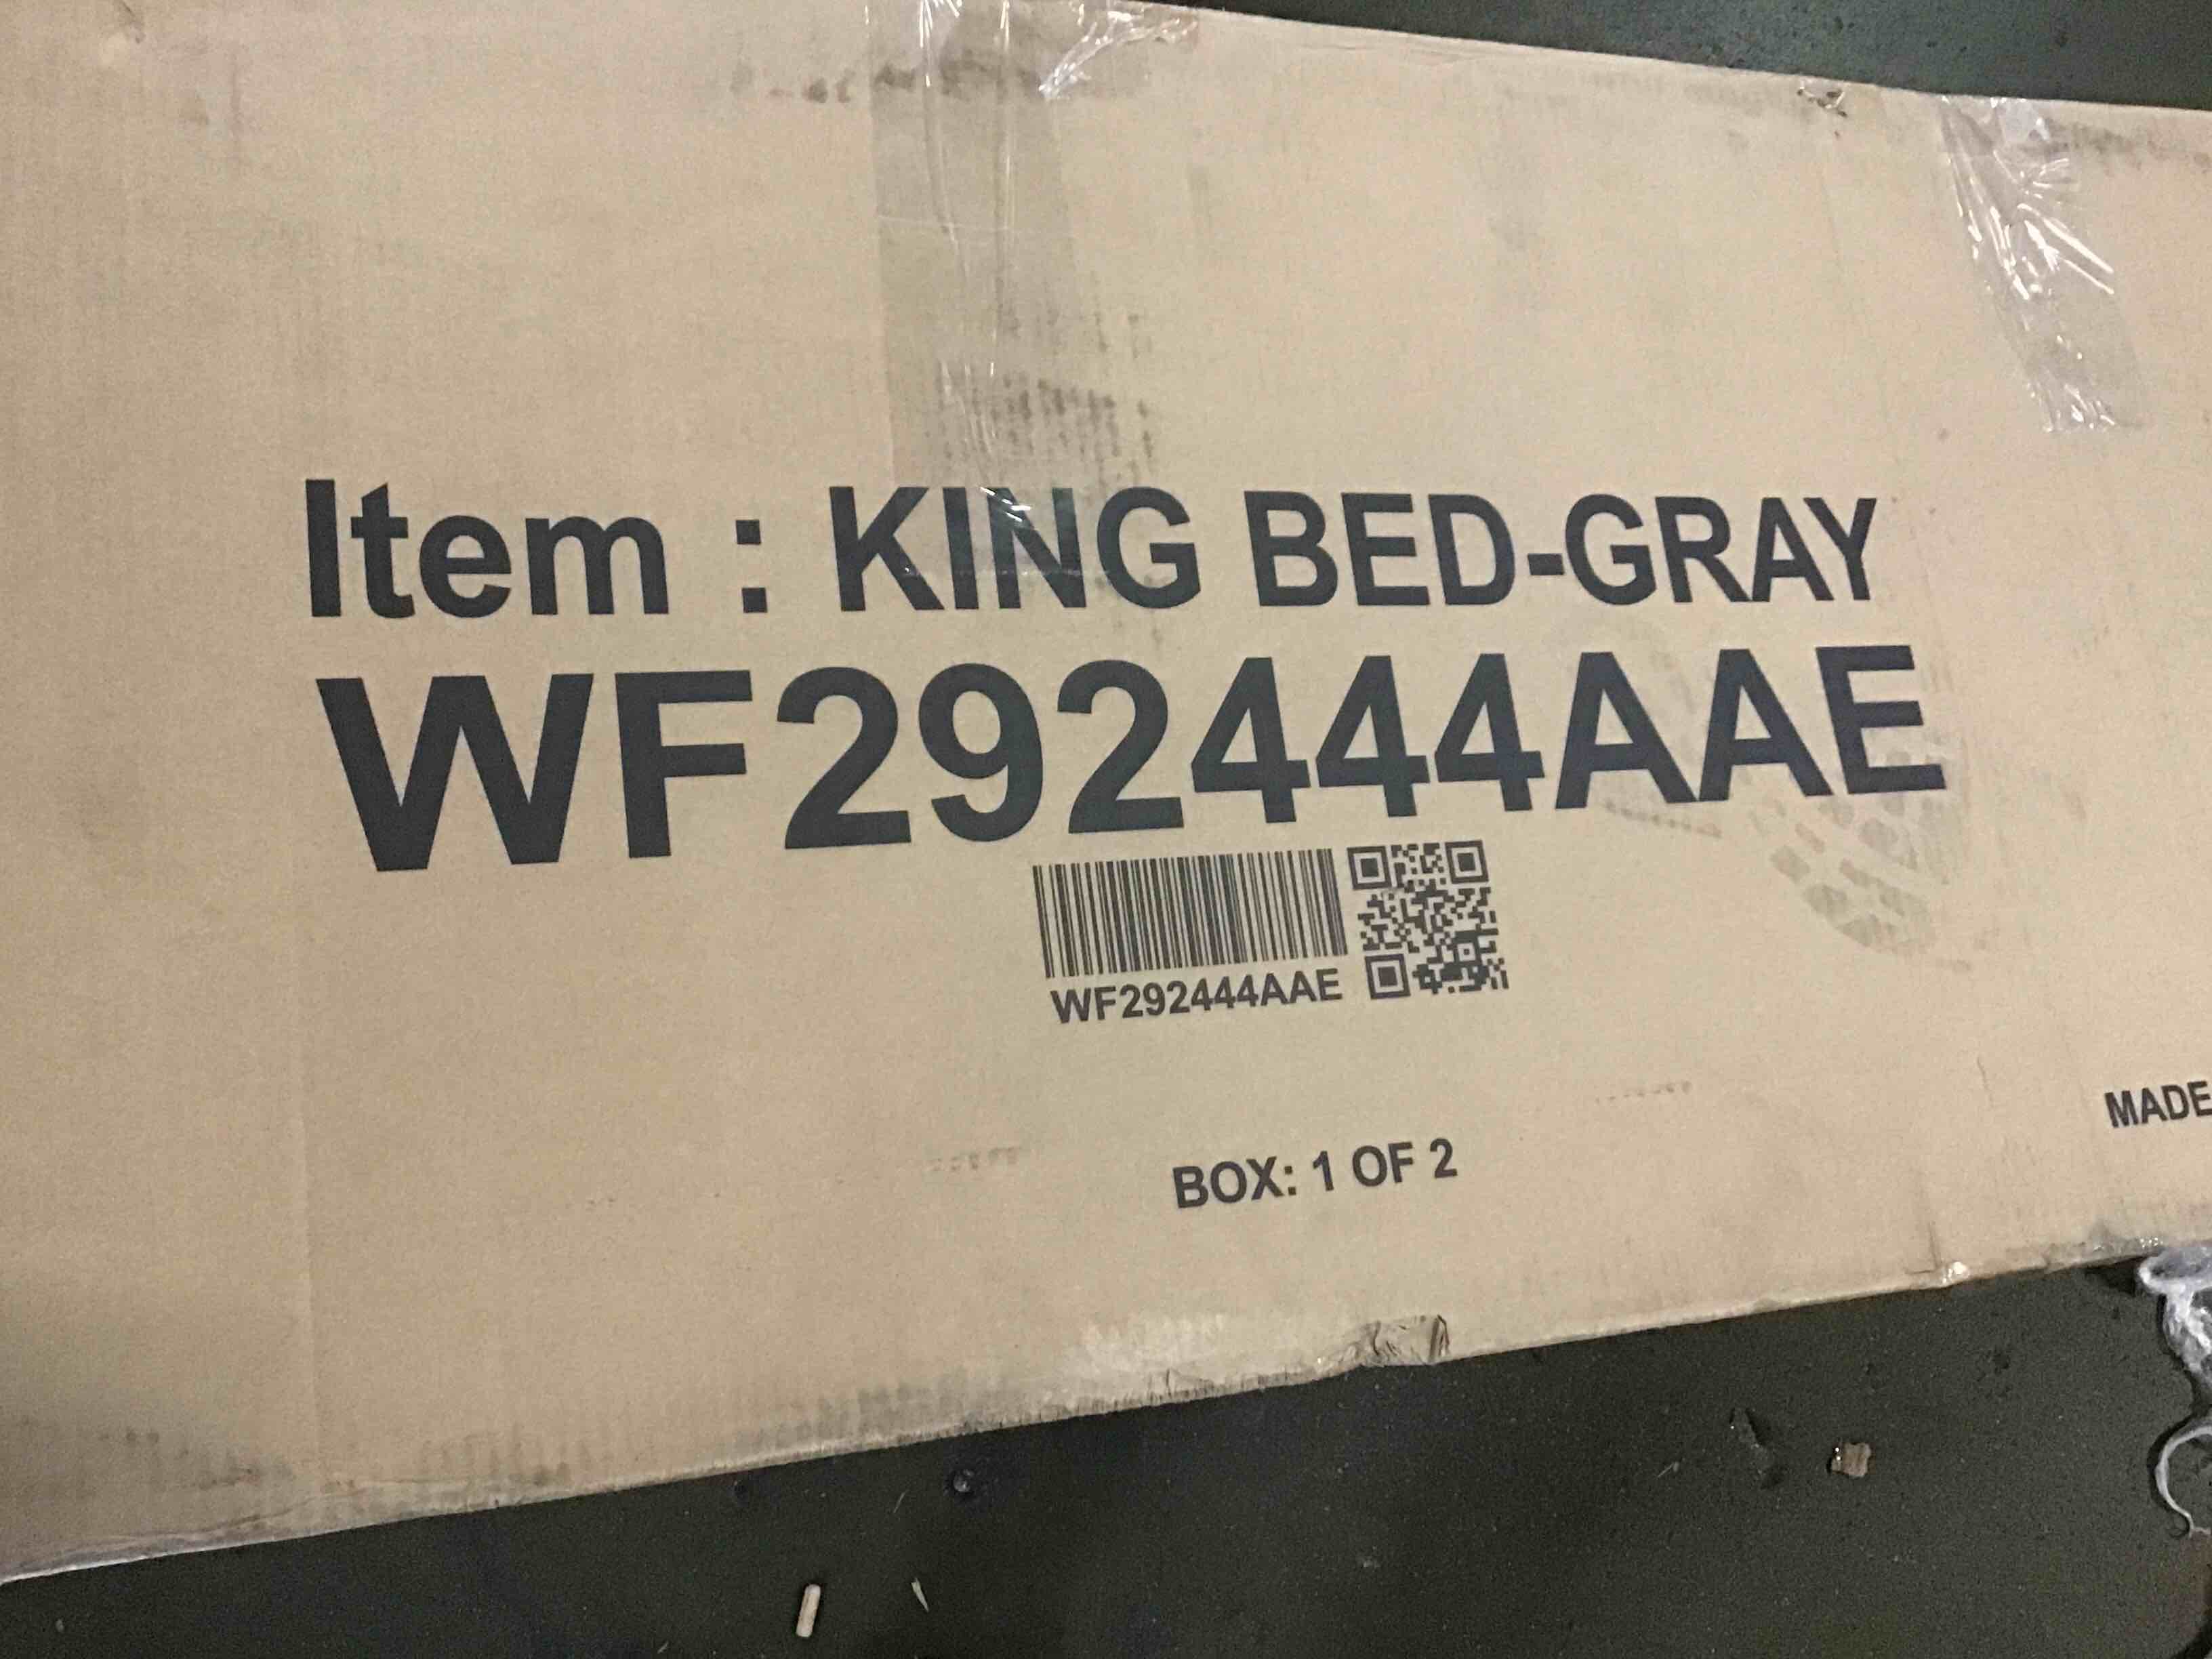 Item : KING BED-GRAY
WF292444AAE
WF292444AAE
MADE
BOX: 1 OF 2